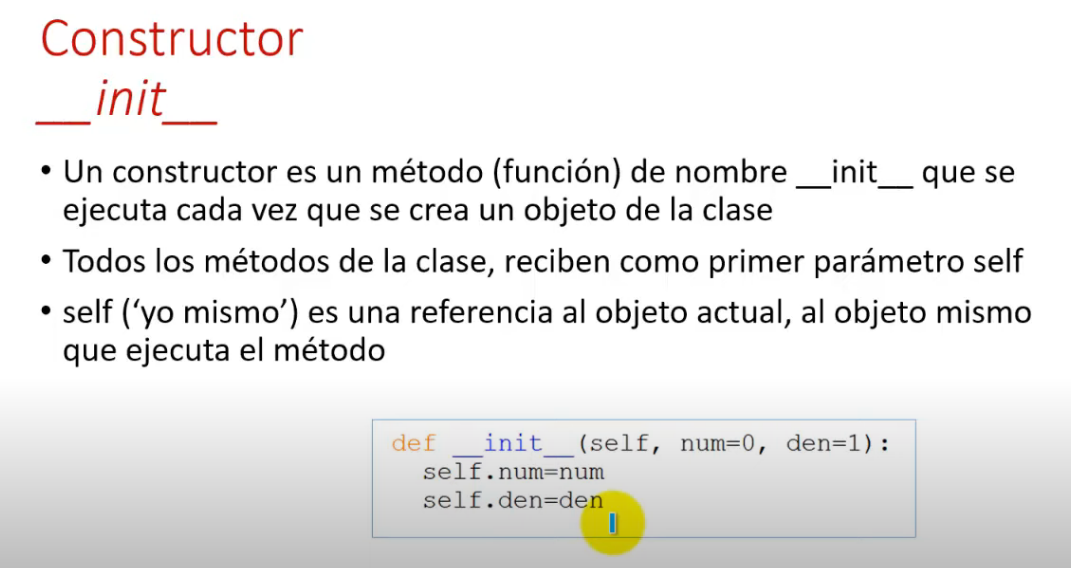 Constructor
__init__
• Un constructor es un método (función) de nombre __init__ que se
ejecuta cada vez que se crea un objeto de la clase
• Todos los métodos de la clase, reciben como primer parámetro self
• self (‘yo mismo’) es una referencia al objeto actual, al objeto mismo
que ejecuta el método
def __init__(self, num=0, den=1):
self.num=num
self.den=den